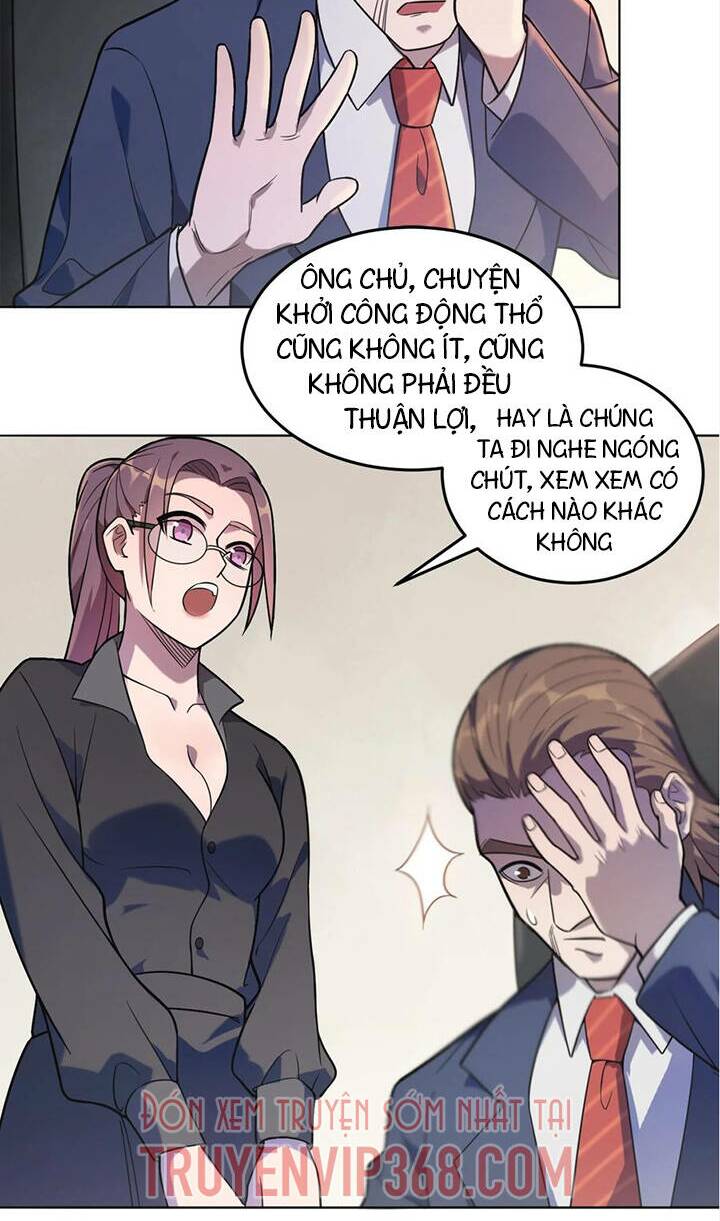 ÔNG CHỦ, CHUYỆN
KHỞI CÔNG ĐỘNG THỔ
CŨNG KHÔNG ÍT, CŨNG
KHÔNG PHẢI ĐỀU
THUẬN LỢI,
HAY LÀ CHÚNG
TA ĐI NGHE NGÓNG
CHÚT, XEM XEM CÓ
CÁCH NÀO KHÁC
KHÔNG
ĐÓN XEM TRUYỆN SỚM NHẤT TẠI
TRUYENVIP368.COM